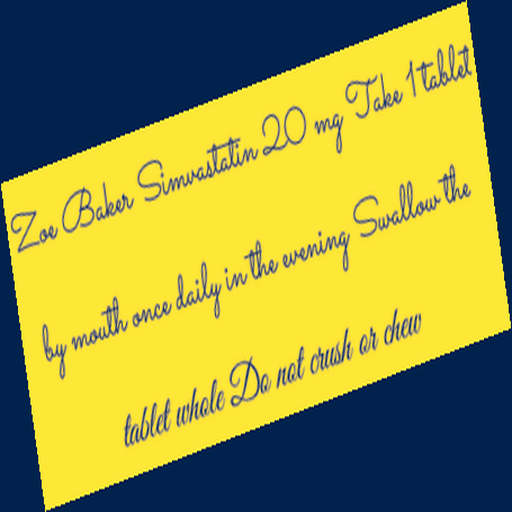 Zoe Baker Simvastatin 20 mg Take 1 tablet
by mouth once daily in the evening Swallow the
tablet whole Do not crush or chew